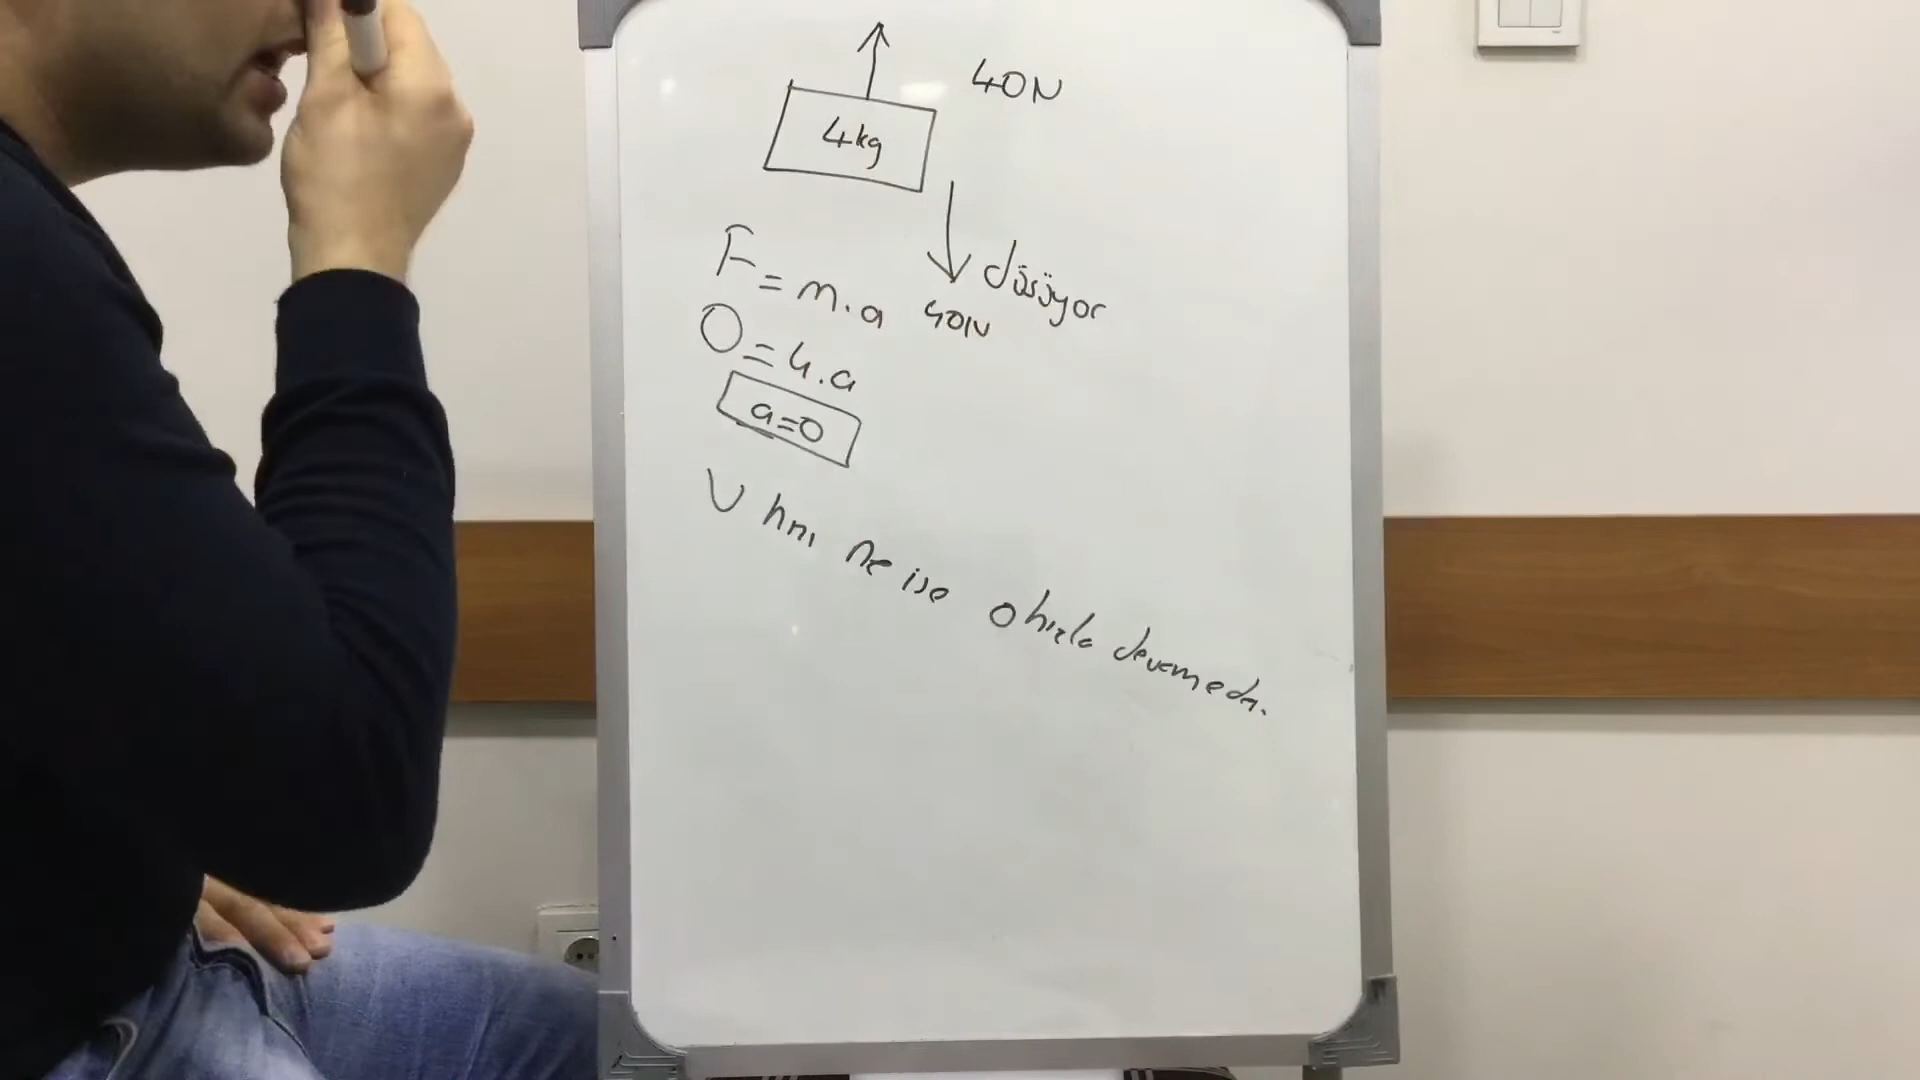 40N
4kg
düşüyor
40N
F = m.a
0 = 4.a
a=0
V hızı ne ise o hızla devam eder.